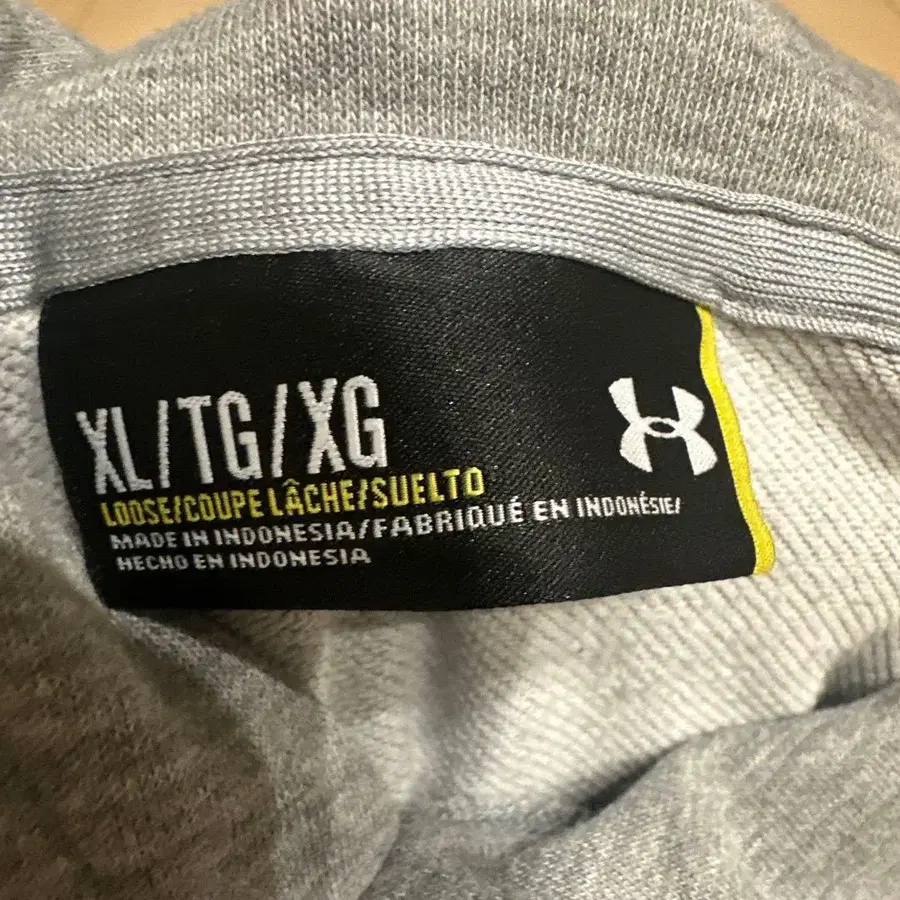 XL/TG/XG
LOOSE/COUPE LÂCHE/SUELTO
MADE IN INDONESIA/FABRIQUÉ EN INDONÉSIE/
HECHO EN INDONESIA